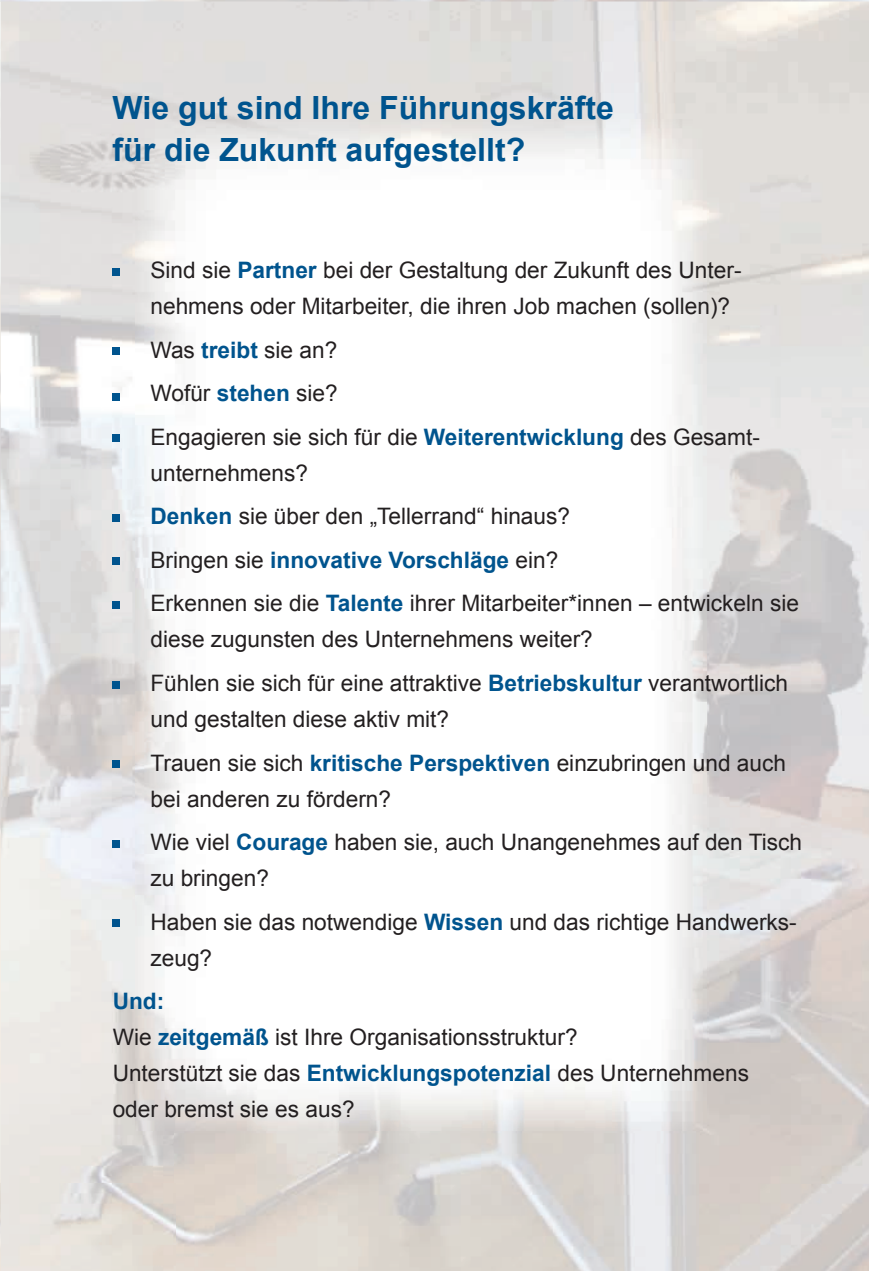 Wie gut sind Ihre Führungskräfte
für die Zukunft aufgestellt?
▪ Sind sie Partner bei der Gestaltung der Zukunft des Unter-
nehmens oder Mitarbeiter, die ihren Job machen (sollen)?
▪ Was treibt sie an?
▪ Wofür stehen sie?
▪ Engagieren sie sich für die Weiterentwicklung des Gesamt-
unternehmens?
▪ Denken sie über den „Tellerrand“ hinaus?
▪ Bringen sie innovative Vorschläge ein?
▪ Erkennen sie die Talente ihrer Mitarbeiter*innen – entwickeln sie
diese zugunsten des Unternehmens weiter?
▪ Fühlen sie sich für eine attraktive Betriebskultur verantwortlich
und gestalten diese aktiv mit?
▪ Trauen sie sich kritische Perspektiven einzubringen und auch
bei anderen zu fördern?
▪ Wie viel Courage haben sie, auch Unangenehmes auf den Tisch
zu bringen?
▪ Haben sie das notwendige Wissen und das richtige Handwerks-
zeug?
Und:
Wie zeitgemäß ist Ihre Organisationsstruktur?
Unterstützt sie das Entwicklungspotenzial des Unternehmens
oder bremst sie es aus?